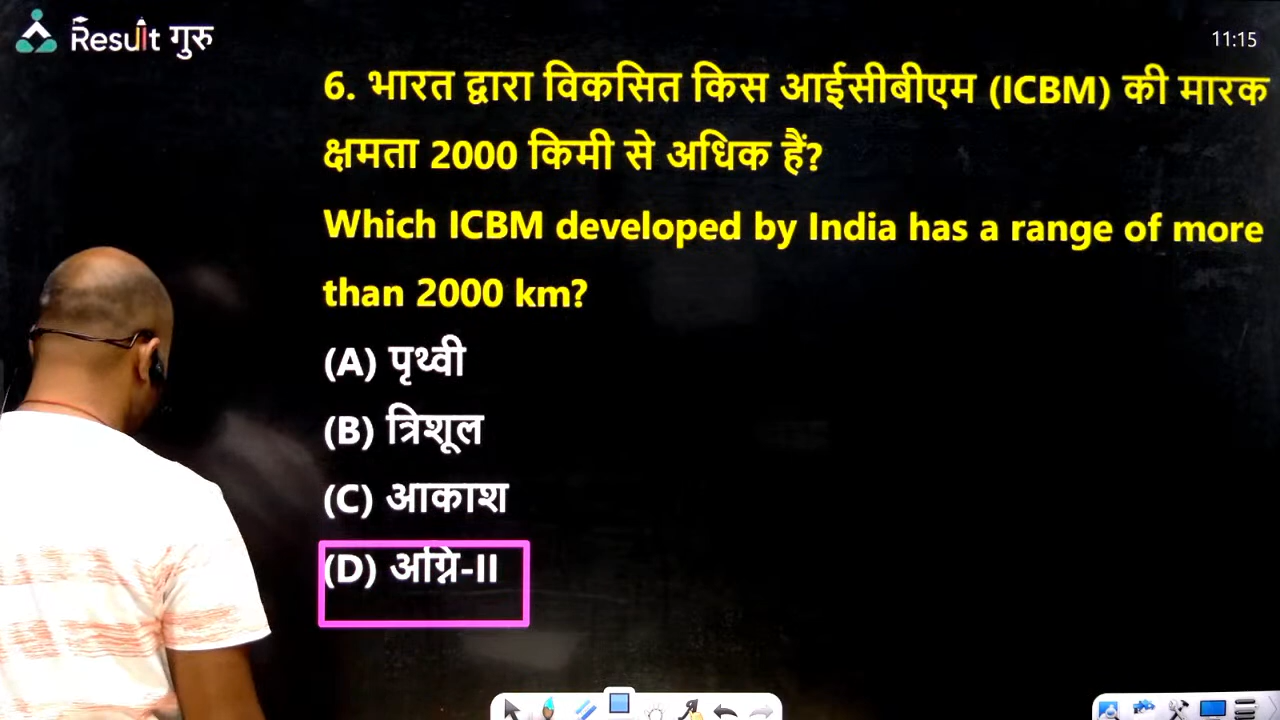 Result गुरु
11:15
6. भारत द्वारा विकसित किस आईसीबीएम (ICBM) की मारक
क्षमता 2000 किमी से अधिक हैं?
Which ICBM developed by India has a range of more
than 2000 km?
(A) पृथ्वी
(B) त्रिशूल
(C) आकाश
(D) अग्नि-II